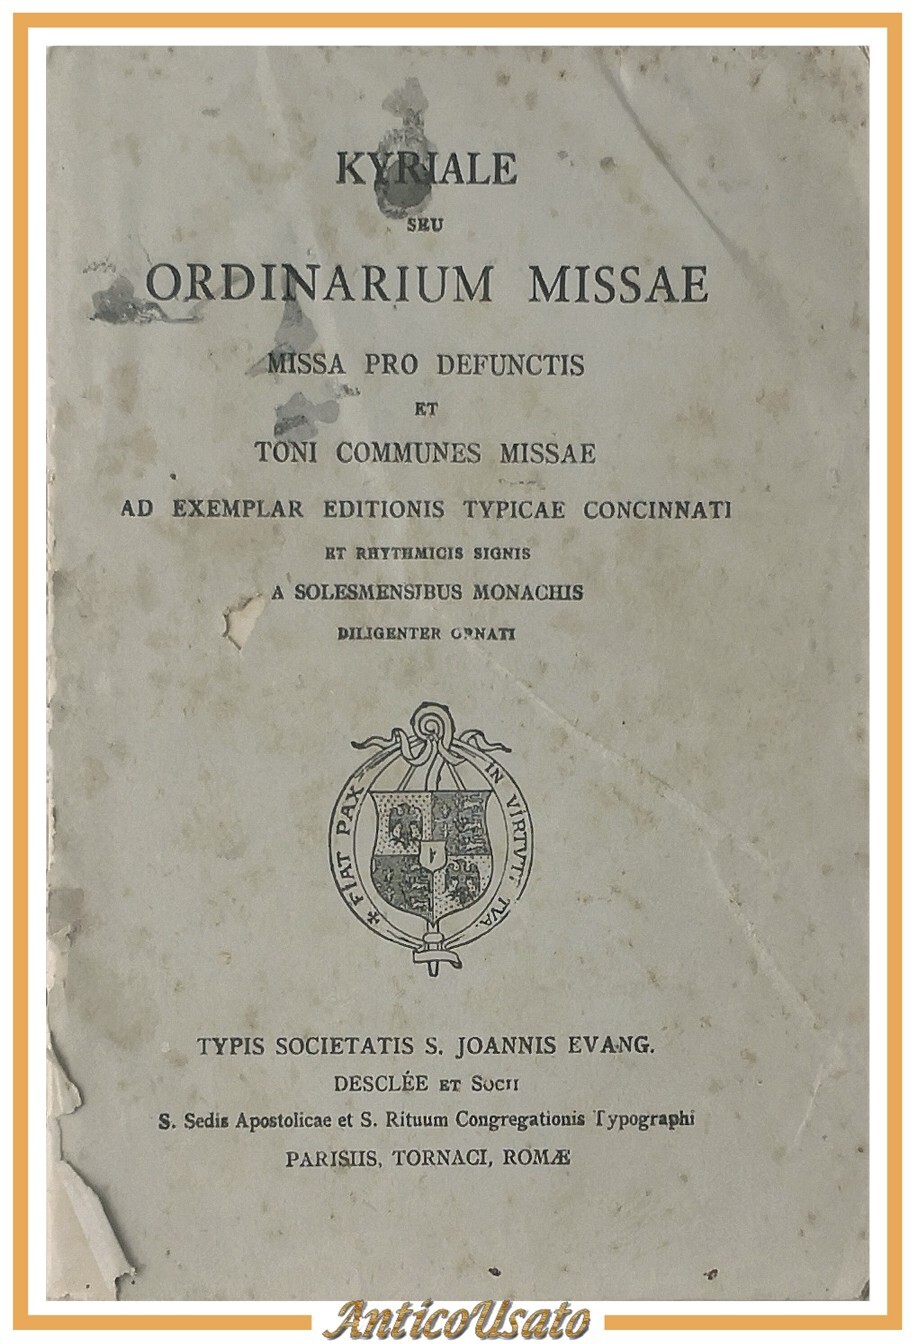 KYRIALE
SEU
ORDINARIUM MISSAE
MISSA PRO DEFUNCTIS
ET
TONI COMMUNES MISSAE
AD EXEMPLAR EDITIONIS TYPICAE CONCINNATI
ET RHYTHMICIS SIGNIS
A SOLESMENSIBUS MONACHIS
DILIGENTER ORNATI
✠ FIAT PAX IN VIRTVTE TVA.
TYPIS SOCIETATIS S. JOANNIS EVANG.
DESCLÉE ET SOCII
S. Sedis Apostolicae et S. Rituum Congregationis Typographi
PARISIIS, TORNACI, ROMÆ
AnticoUsato